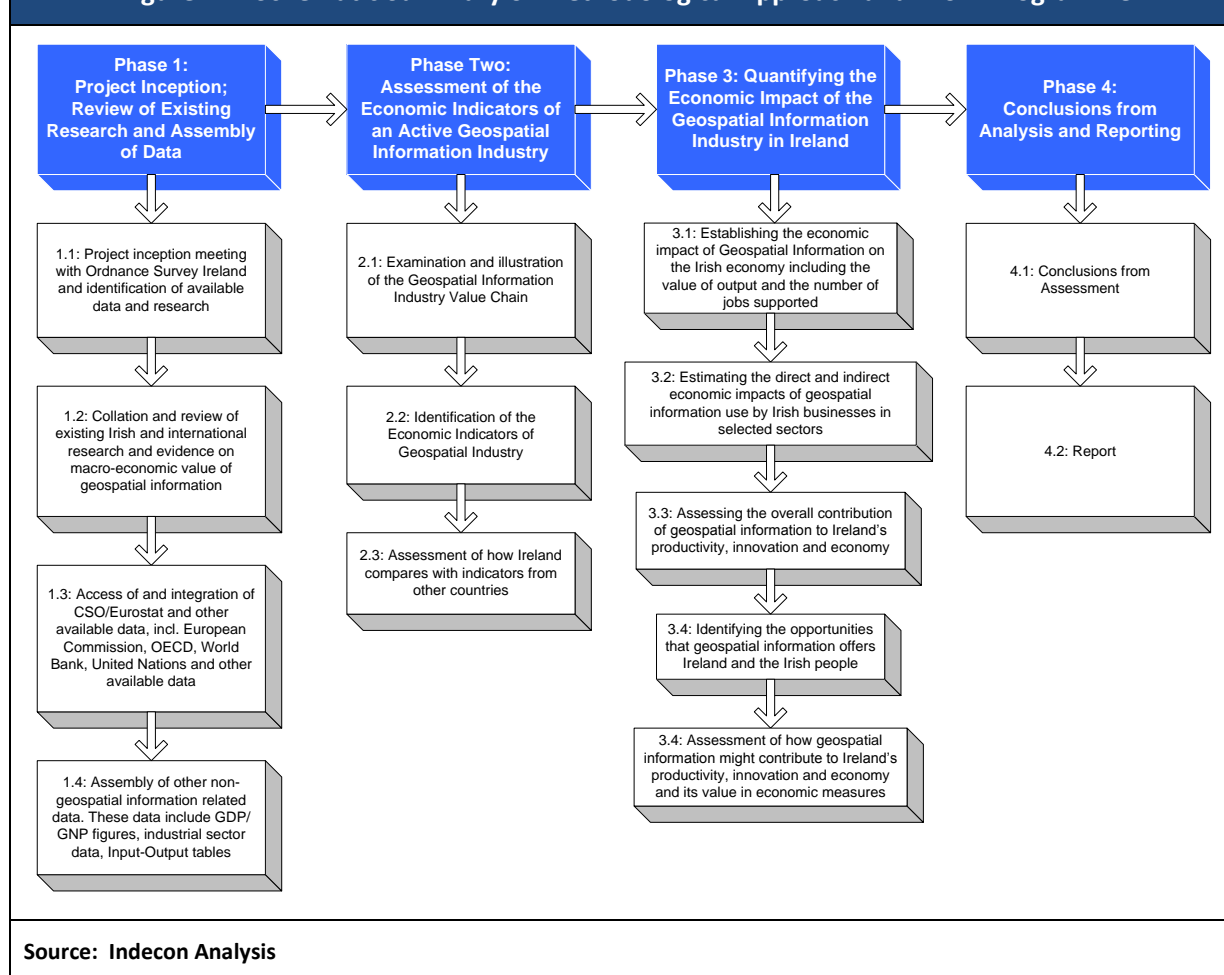 Phase 1:
Project Inception;
Review of Existing
Research and Assembly
of Data
Phase Two:
Assessment of the
Economic Indicators of
an Active Geospatial
Information Industry
Phase 3: Quantifying the
Economic Impact of the
Geospatial Information
Industry in Ireland
Phase 4:
Conclusions from
Analysis and Reporting
1.1: Project inception meeting
with Ordnance Survey Ireland
and identification of available
data and research
1.2: Collation and review of
existing Irish and international
research and evidence on
macro-economic value of
geospatial information
1.3: Access of and integration of
CSO/Eurostat and other
available data, incl. European
Commission, OECD, World
Bank, United Nations and other
available data
1.4: Assembly of other non-
geospatial information related
data. These data include GDP/
GNP figures, industrial sector
data, Input-Output tables
2.1: Examination and illustration
of the Geospatial Information
Industry Value Chain
2.2: Identification of the
Economic Indicators of
Geospatial Industry
2.3: Assessment of how Ireland
compares with indicators from
other countries
3.1: Establishing the economic
impact of Geospatial Information on
the Irish economy including the
value of output and the number of
jobs supported
3.2: Estimating the direct and indirect
economic impacts of geospatial
information use by Irish businesses in
selected sectors
3.3: Assessing the overall contribution
of geospatial information to Ireland's
productivity, innovation and economy
3.4: Identifying the opportunities
that geospatial information offers
Ireland and the Irish people
3.4: Assessment of how geospatial
information might contribute to Ireland's
productivity, innovation and economy
and its value in economic measures
4.1: Conclusions from
Assessment
4.2: Report
Source: Indecon Analysis